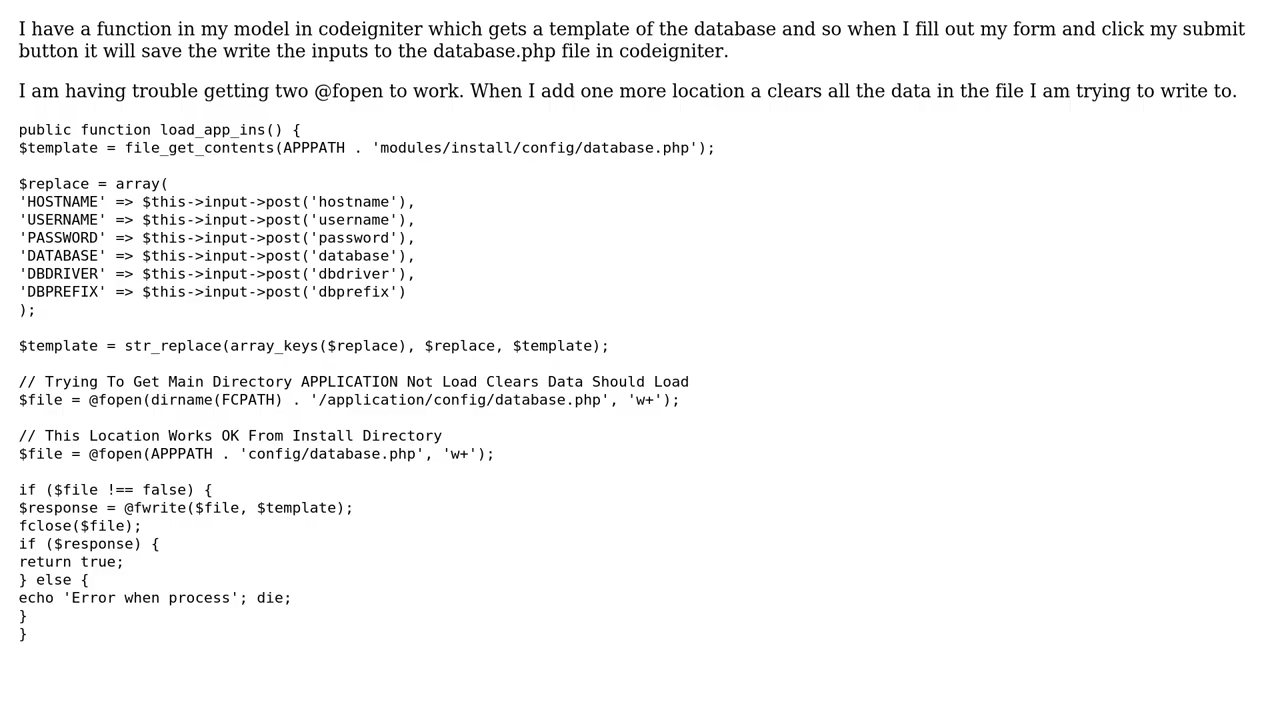 I have a function in my model in codeigniter which gets a template of the database and so when I fill out my form and click my submit
button it will save the write the inputs to the database.php file in codeigniter.
I am having trouble getting two @fopen to work. When I add one more location a clears all the data in the file I am trying to write to.
public function load_app_ins() {
$template = file_get_contents(APPPATH . 'modules/install/config/database.php');
$replace = array(
'HOSTNAME' => $this->input->post('hostname'),
'USERNAME' => $this->input->post('username'),
'PASSWORD' => $this->input->post('password'),
'DATABASE' => $this->input->post('database'),
'DBDRIVER' => $this->input->post('dbdriver'),
'DBPREFIX' => $this->input->post('dbprefix')
);
$template = str_replace(array_keys($replace), $replace, $template);
// Trying To Get Main Directory APPLICATION Not Load Clears Data Should Load
$file = @fopen(dirname(FCPATH) . '/application/config/database.php', 'w+');
// This Location Works OK From Install Directory
$file = @fopen(APPPATH . 'config/database.php', 'w+');
if ($file !== false) {
$response = @fwrite($file, $template);
fclose($file);
if ($response) {
return true;
} else {
echo 'Error when process'; die;
}
}